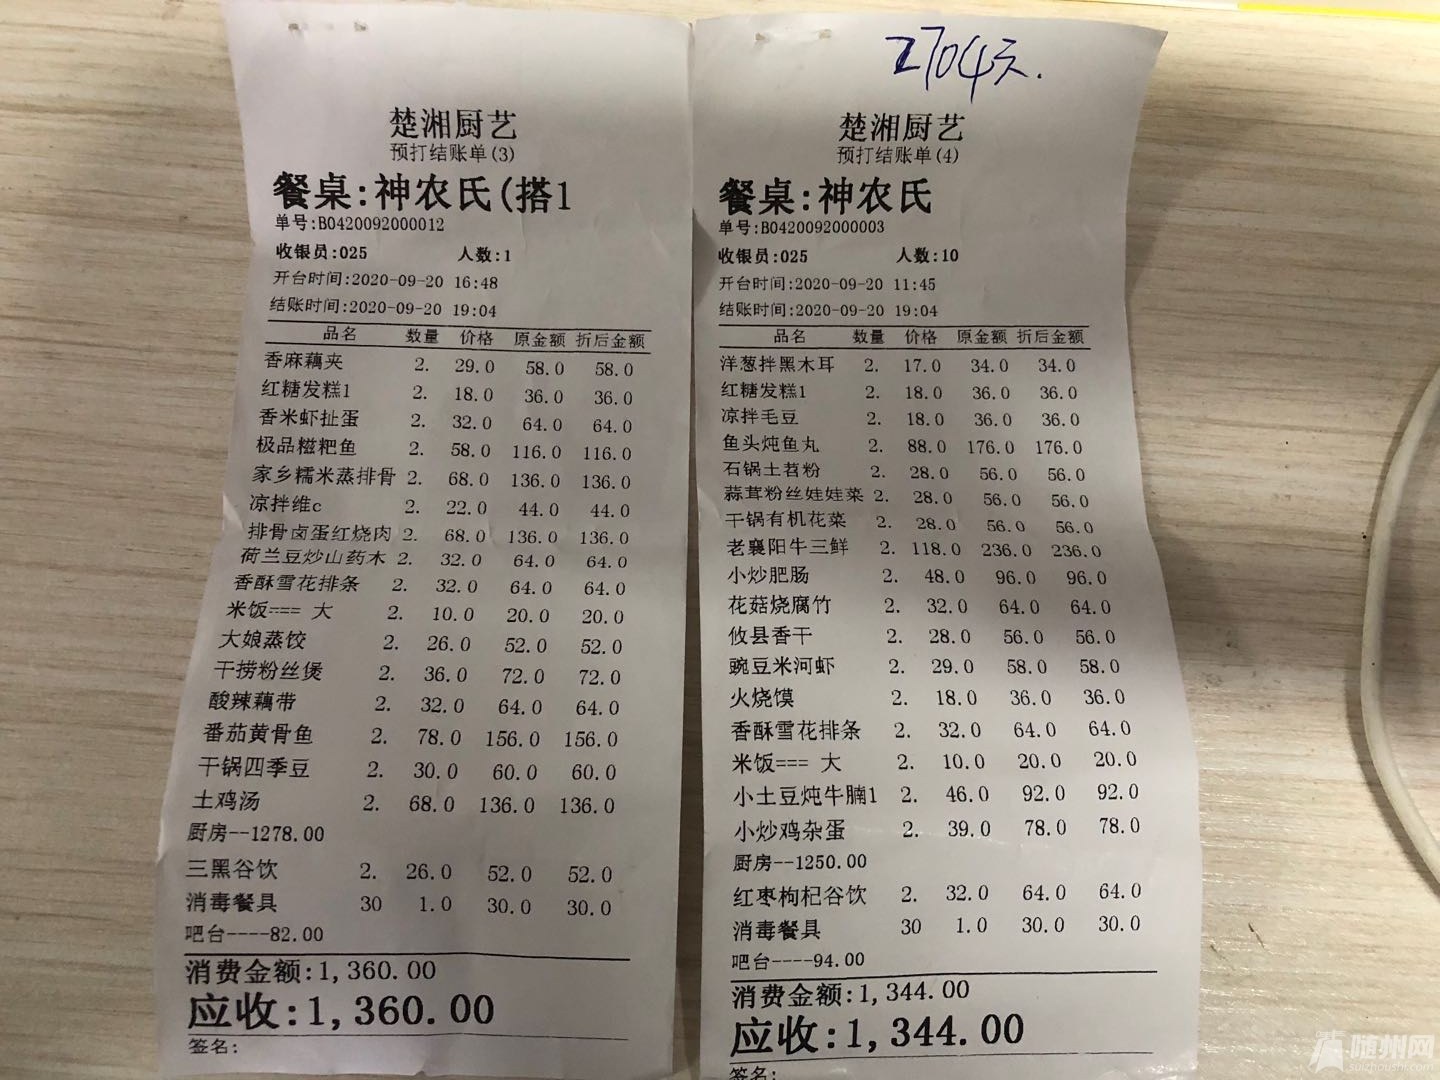 楚湘厨艺
预打结账单(3)
餐桌:神农氏(搭1
单号:B0420092000012
收银员:025 人数:1
开台时间:2020-09-20 16:48
结账时间:2020-09-20 19:04
品名 数量 价格 原金额 折后金额
香麻藕夹 2. 29.0 58.0 58.0
红糖发糕1 2. 18.0 36.0 36.0
香米虾扯蛋 2. 32.0 64.0 64.0
极品糍粑鱼 2. 58.0 116.0 116.0
家乡糯米蒸排骨 2. 68.0 136.0 136.0
凉拌维c 2. 22.0 44.0 44.0
排骨卤蛋红烧肉 2. 68.0 136.0 136.0
荷兰豆炒山药木 2. 32.0 64.0 64.0
香酥雪花排条 2. 32.0 64.0 64.0
米饭=== 大 2. 10.0 20.0 20.0
大娘蒸饺 2. 26.0 52.0 52.0
干捞粉丝煲 2. 36.0 72.0 72.0
酸辣藕带 2. 32.0 64.0 64.0
番茄黄骨鱼 2. 78.0 156.0 156.0
干锅四季豆 2. 30.0 60.0 60.0
土鸡汤 2. 68.0 136.0 136.0
厨房--1278.00
三黑谷饮 2. 26.0 52.0 52.0
消毒餐具 30 1.0 30.0 30.0
吧台----82.00
消费金额:1,360.00
应收:1,360.00
签名:
2704元.
楚湘厨艺
预打结账单(4)
餐桌:神农氏
单号:B0420092000003
收银员:025 人数:10
开台时间:2020-09-20 11:45
结账时间:2020-09-20 19:04
品名 数量 价格 原金额 折后金额
洋葱拌黑木耳 2. 17.0 34.0 34.0
红糖发糕1 2. 18.0 36.0 36.0
凉拌毛豆 2. 18.0 36.0 36.0
鱼头炖鱼丸 2. 88.0 176.0 176.0
石锅土苕粉 2. 28.0 56.0 56.0
蒜茸粉丝娃娃菜 2. 28.0 56.0 56.0
干锅有机花菜 2. 28.0 56.0 56.0
老襄阳牛三鲜 2. 118.0 236.0 236.0
小炒肥肠 2. 48.0 96.0 96.0
花菇烧腐竹 2. 32.0 64.0 64.0
攸县香干 2. 28.0 56.0 56.0
豌豆米河虾 2. 29.0 58.0 58.0
火烧馍 2. 18.0 36.0 36.0
香酥雪花排条 2. 32.0 64.0 64.0
米饭=== 大 2. 10.0 20.0 20.0
小土豆炖牛腩1 2. 46.0 92.0 92.0
小炒鸡杂蛋 2. 39.0 78.0 78.0
厨房--1250.00
红枣枸杞谷饮 2. 32.0 64.0 64.0
消毒餐具 30 1.0 30.0 30.0
吧台----94.00
消费金额:1,344.00
应收:1,344.00
签名:
随州网
suizhoushi.com